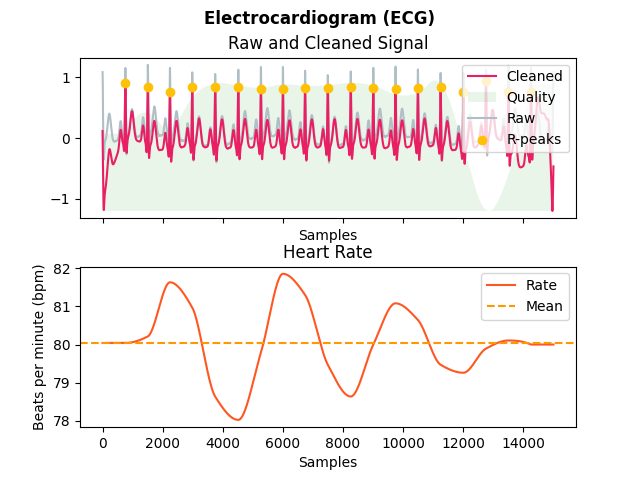 Electrocardiogram (ECG)
Raw and Cleaned Signal
1
0
−1
Cleaned
Quality
Raw
R-peaks
Samples
Heart Rate
Beats per minute (bpm)
82
81
80
79
78
Rate
Mean
0 2000 4000 6000 8000 10000 12000 14000
Samples